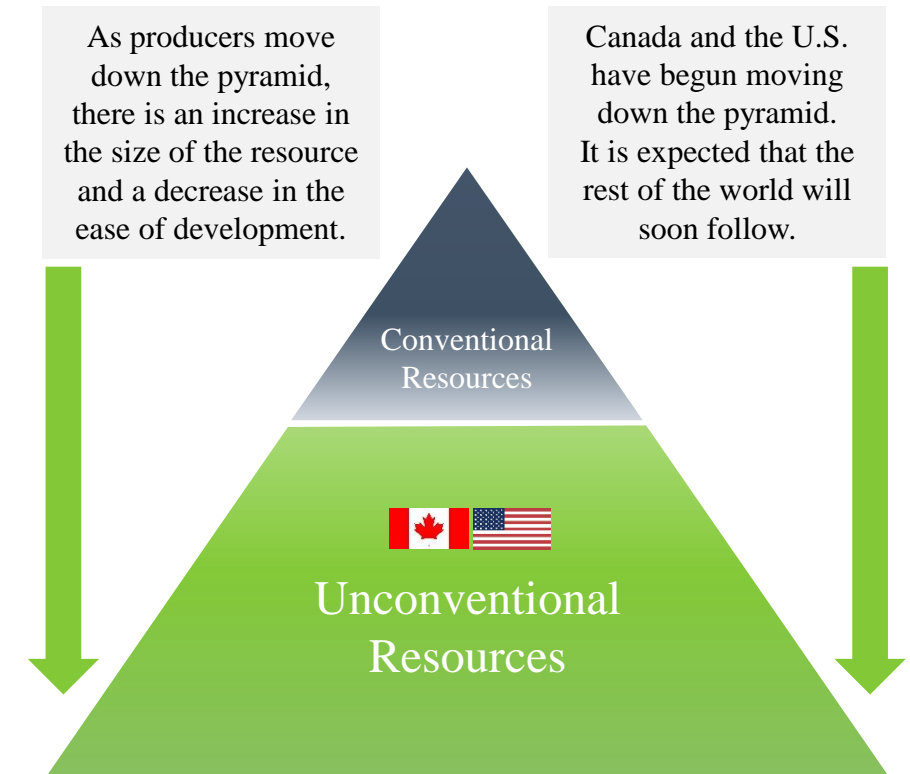 As producers move
down the pyramid,
there is an increase in
the size of the resource
and a decrease in the
ease of development.
Canada and the U.S.
have begun moving
down the pyramid.
It is expected that the
rest of the world will
soon follow.
Conventional
Resources
Unconventional
Resources